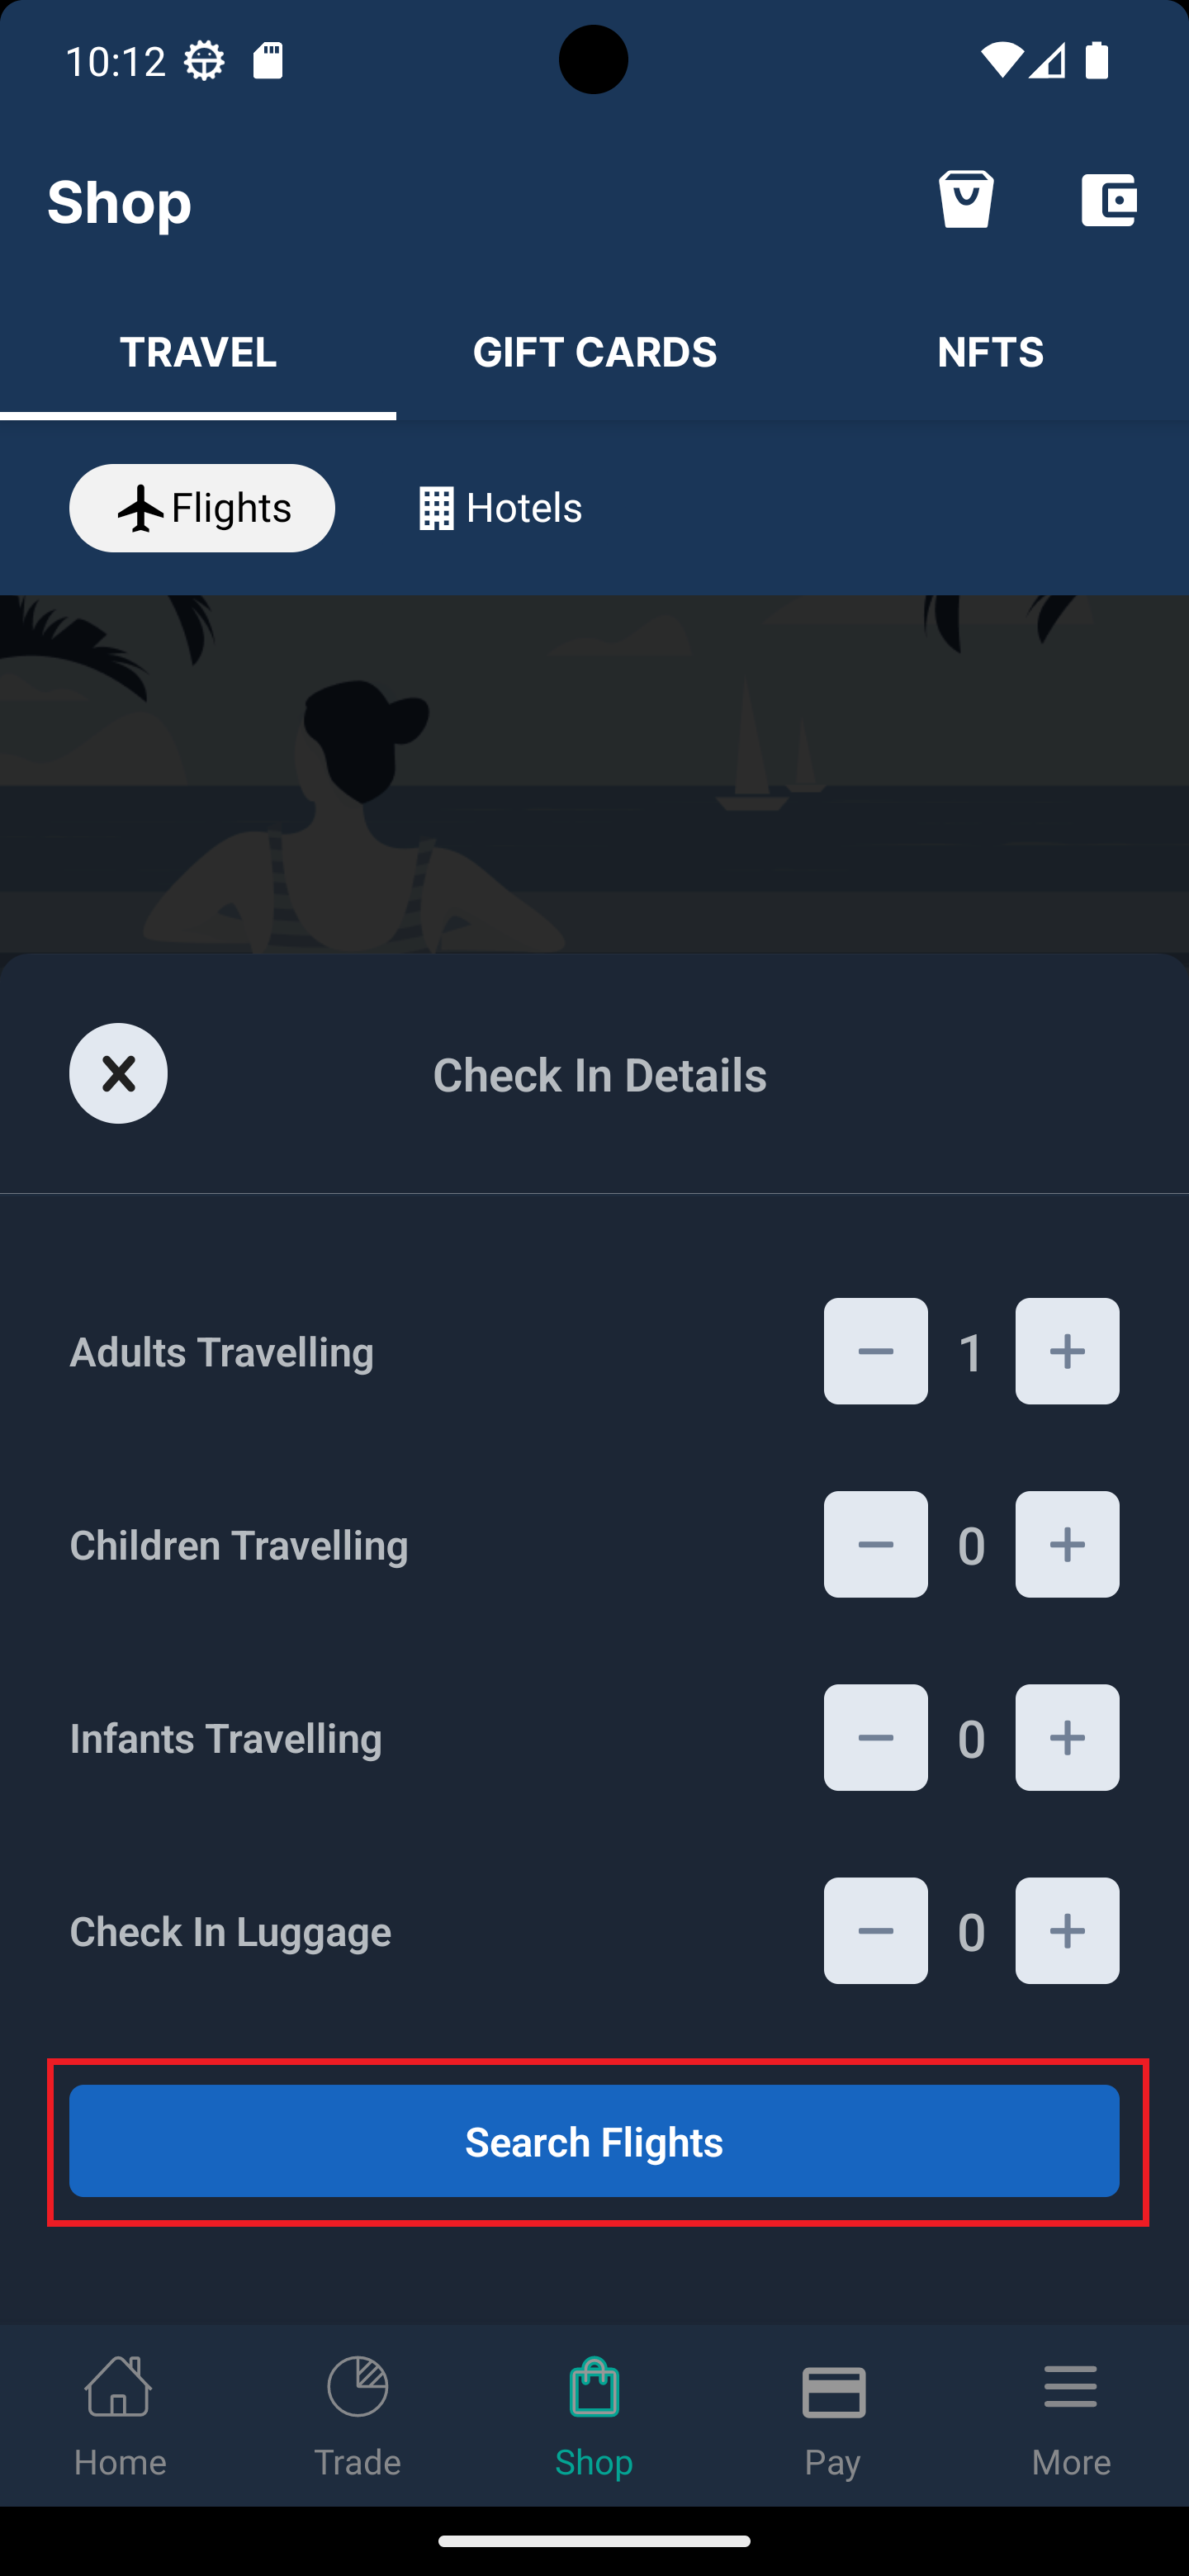 10:12
Shop
TRAVEL GIFT CARDS NFTS
Flights Hotels
Check In Details
Adults Travelling 1
Children Travelling 0
Infants Travelling 0
Check In Luggage 0
Search Flights
Home Trade Shop Pay More